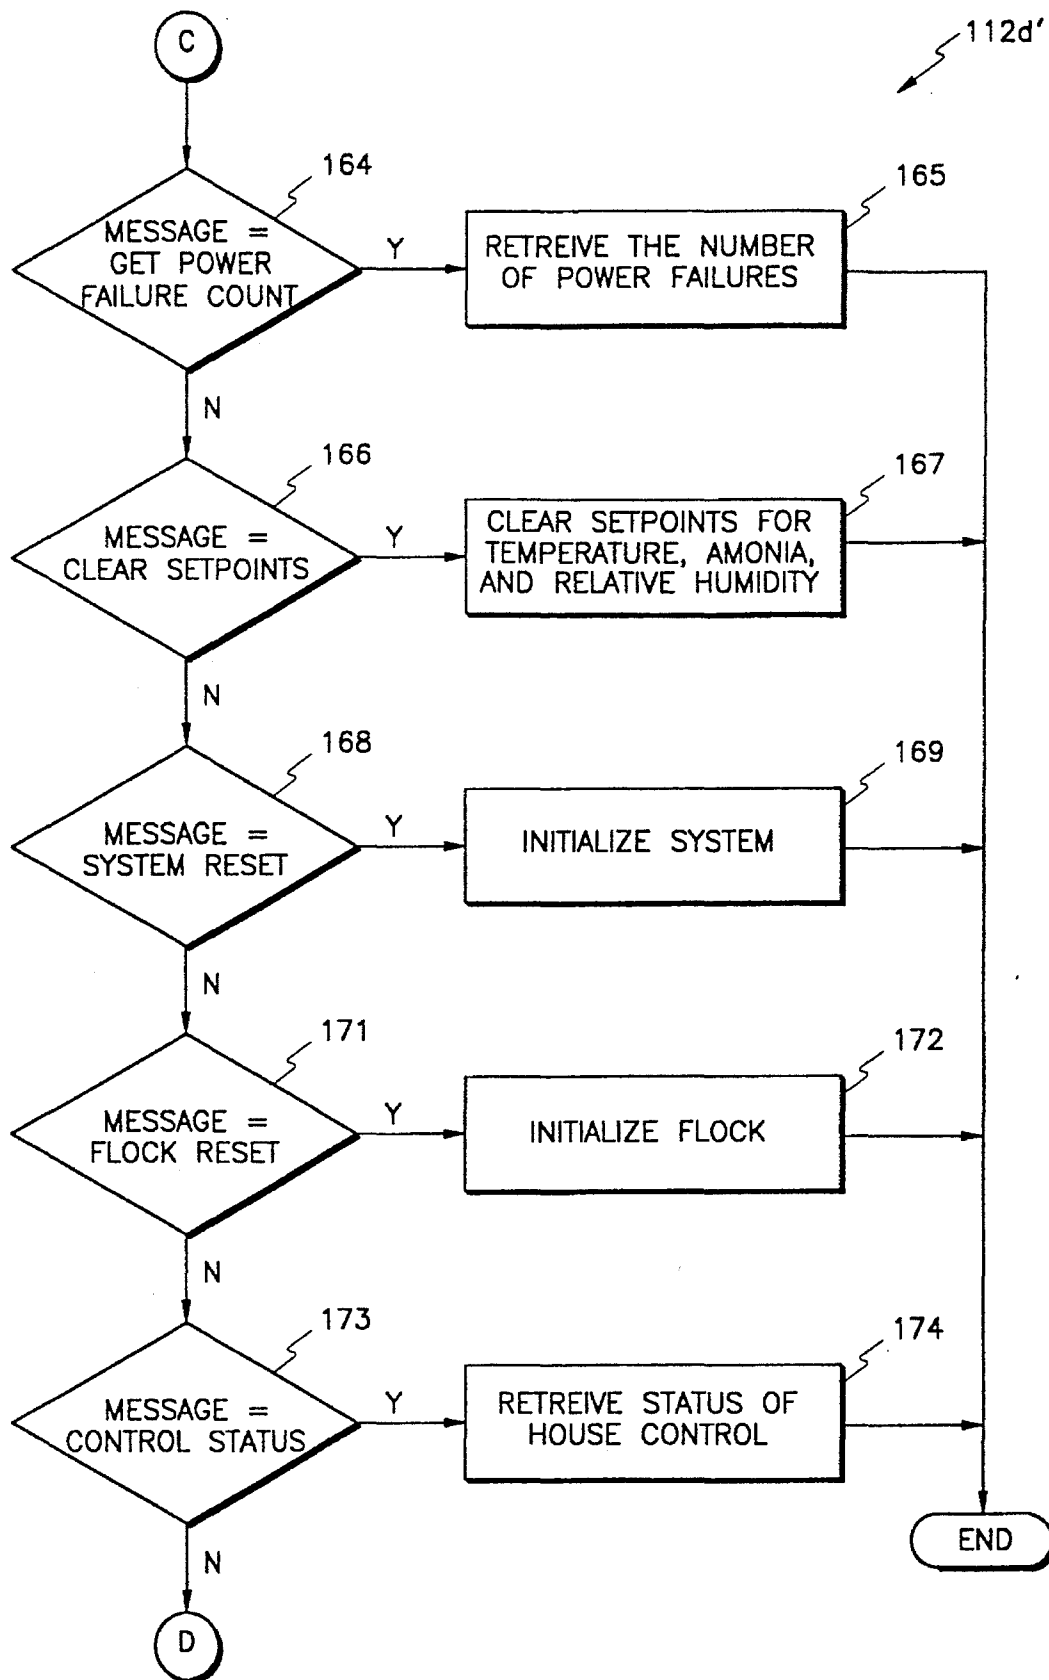 C
112d'
164
MESSAGE =
GET POWER
FAILURE COUNT
Y
165
RETREIVE THE NUMBER
OF POWER FAILURES
N
166
MESSAGE =
CLEAR SETPOINTS
Y
167
CLEAR SETPOINTS FOR
TEMPERATURE, AMONIA,
AND RELATIVE HUMIDITY
N
168
MESSAGE =
SYSTEM RESET
Y
169
INITIALIZE SYSTEM
N
171
MESSAGE =
FLOCK RESET
Y
172
INITIALIZE FLOCK
N
173
MESSAGE =
CONTROL STATUS
Y
174
RETREIVE STATUS OF
HOUSE CONTROL
END
N
D